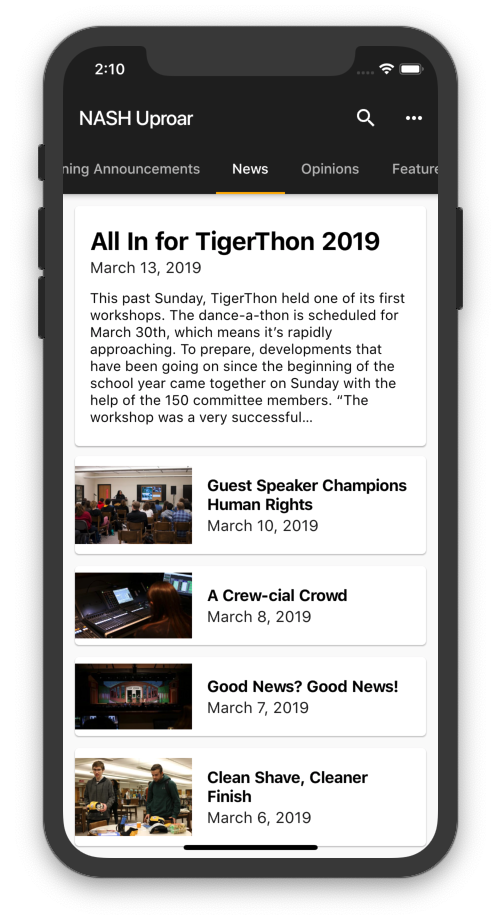 2:10
NASH Uproar
ning Announcements News Opinions Feature
All In for TigerThon 2019
March 13, 2019
This past Sunday, TigerThon held one of its first
workshops. The dance-a-thon is scheduled for
March 30th, which means it’s rapidly
approaching. To prepare, developments that
have been going on since the beginning of the
school year came together on Sunday with the
help of the 150 committee members. “The
workshop was a very successful...
Guest Speaker Champions
Human Rights
March 10, 2019
A Crew-cial Crowd
March 8, 2019
Good News? Good News!
March 7, 2019
Clean Shave, Cleaner
Finish
March 6, 2019